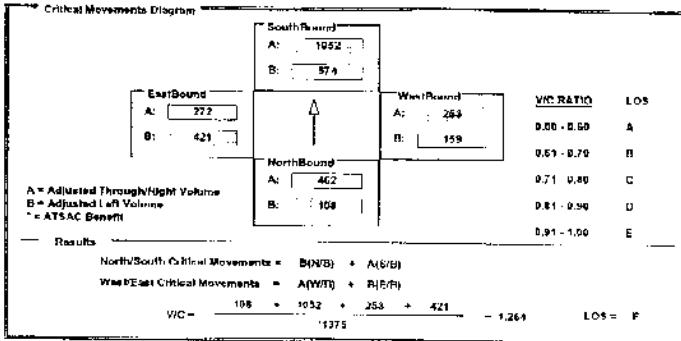 Critical Movements Diagram
SouthBound
A: 1052
B: 574
EastBound
A: 272
B: 421
WestBound
A: 253
B: 159
NorthBound
A: 462
B: 108
V/C RATIO LOS
0.00 - 0.60 A
0.61 - 0.70 B
0.71 - 0.80 C
0.81 - 0.90 D
0.91 - 1.00 E
A = Adjusted Through/Right Volume
B = Adjusted Left Volume
* = ATSAC Benefit
Results
North/South Critical Movements = B(N/B) + A(S/B)
West/East Critical Movements = A(W/B) + B(E/B)
V/C = 108 + 1052 + 253 + 421
*1375
= 1.264 LOS = F